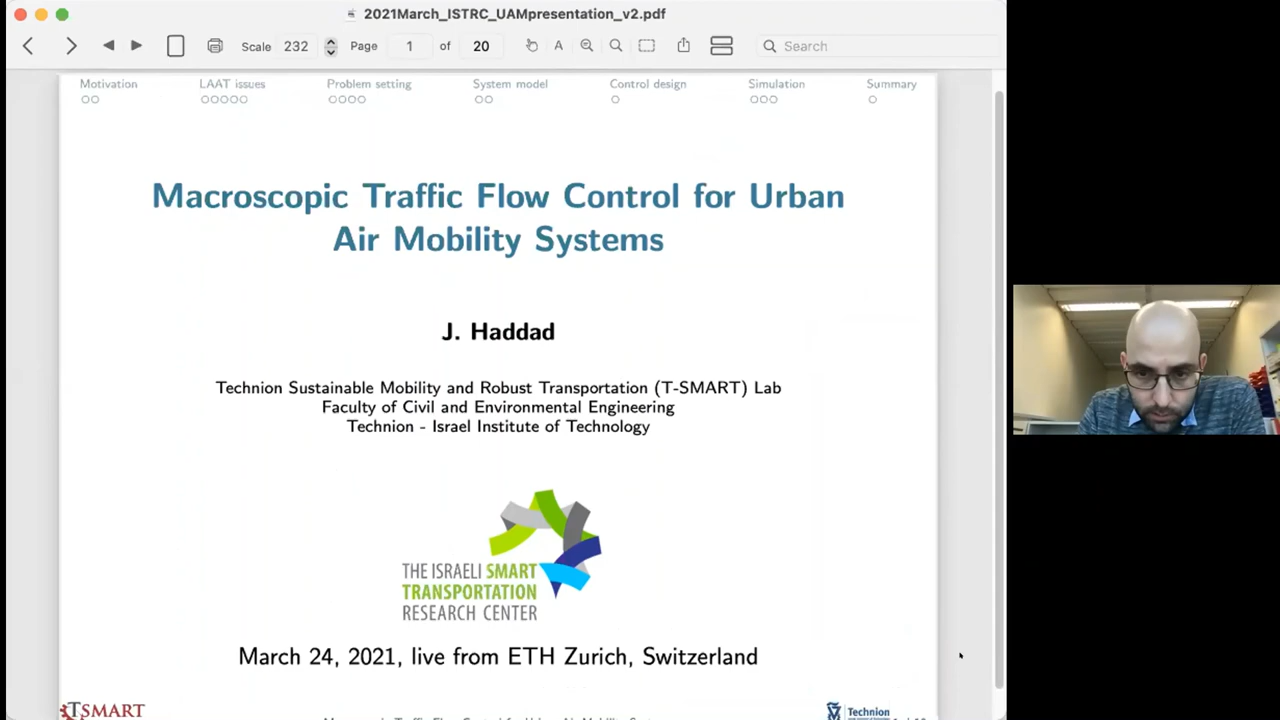 2021March_ISTRC_UAMpresentation_v2.pdf
Scale 232 Page 1 of 20 A Search
Motivation LAAT issues Problem setting System model Control design Simulation Summary
Macroscopic Traffic Flow Control for Urban
Air Mobility Systems
J. Haddad
Technion Sustainable Mobility and Robust Transportation (T-SMART) Lab
Faculty of Civil and Environmental Engineering
Technion - Israel Institute of Technology
THE ISRAELI SMART
TRANSPORTATION
RESEARCH CENTER
March 24, 2021, live from ETH Zurich, Switzerland
TSMART
Technion